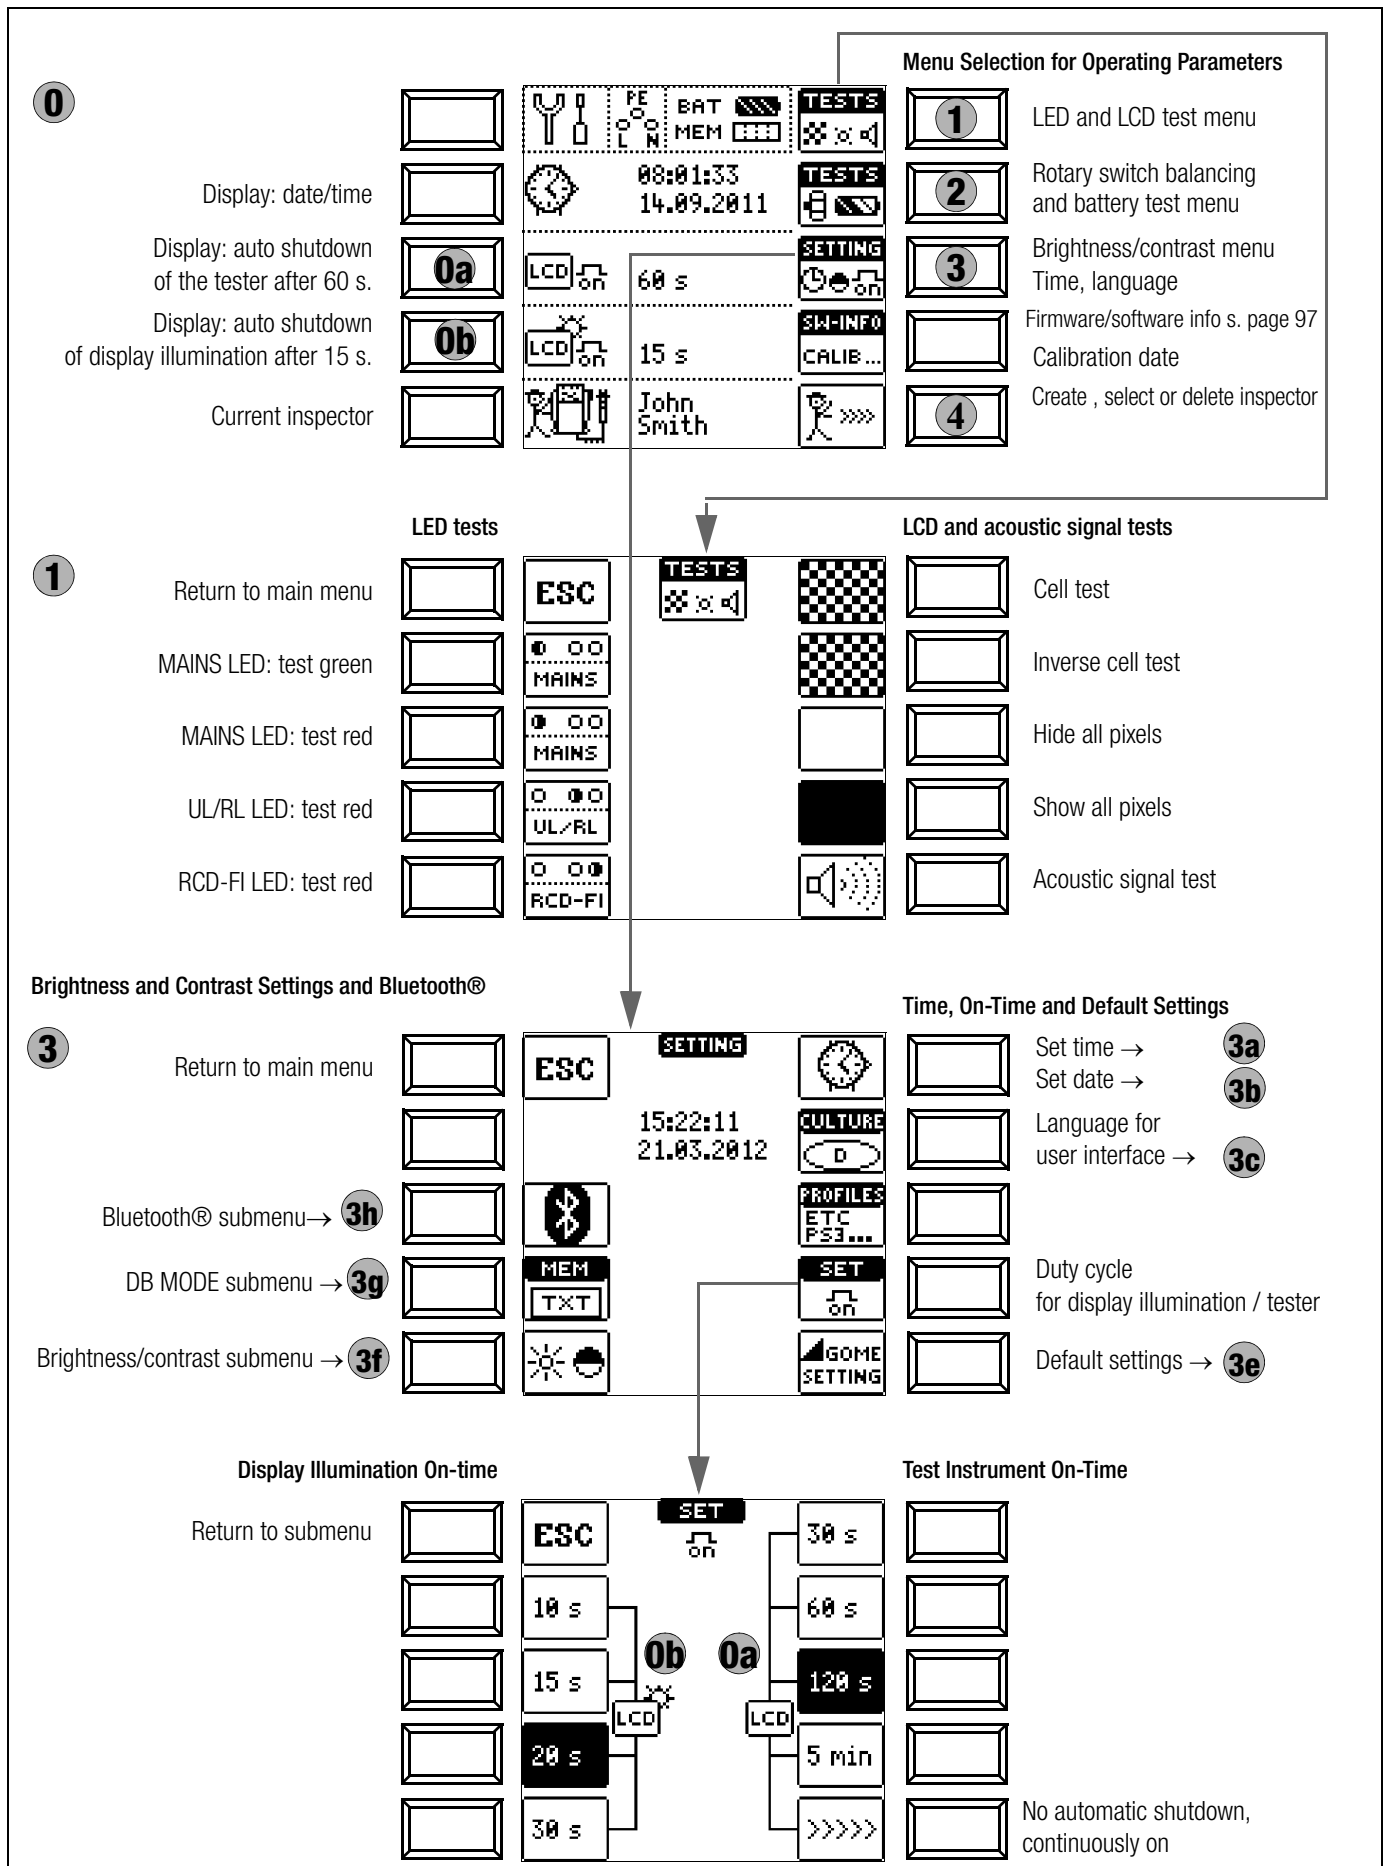 Menu Selection for Operating Parameters
0
PE
L N
BAT
MEM
TESTS
1
LED and LCD test menu
Display: date/time
08:01:33
14.09.2011
TESTS
2
Rotary switch balancing
and battery test menu
Display: auto shutdown
of the tester after 60 s.
0a
LCD
on
60 s
SETTING
on
3
Brightness/contrast menu
Time, language
Display: auto shutdown
of display illumination after 15 s.
0b
LCD
on
15 s
SW-INFO
CALIB...
Firmware/software info s. page 97
Calibration date
Current inspector
John
Smith
»»
4
Create , select or delete inspector
LED tests
LCD and acoustic signal tests
1
Return to main menu
ESC
TESTS
Cell test
MAINS LED: test green
MAINS
Inverse cell test
MAINS LED: test red
MAINS
Hide all pixels
UL/RL LED: test red
UL/RL
Show all pixels
RCD-FI LED: test red
RCD-FI
Acoustic signal test
Brightness and Contrast Settings and Bluetooth®
Time, On-Time and Default Settings
3
Return to main menu
ESC
SETTING
Set time → 3a
Set date → 3b
15:22:11
21.03.2012
CULTURE
D
Language for
user interface → 3c
Bluetooth® submenu→ 3h
PROFILES
ETC
PS3...
DB MODE submenu → 3g
MEM
TXT
SET
on
Duty cycle
for display illumination / tester
Brightness/contrast submenu → 3f
GOME
SETTING
Default settings → 3e
Display Illumination On-time
Test Instrument On-Time
Return to submenu
ESC
SET
on
30 s
10 s
60 s
0b
0a
15 s
120 s
LCD
LCD
20 s
5 min
30 s
>>>>>
No automatic shutdown,
continuously on